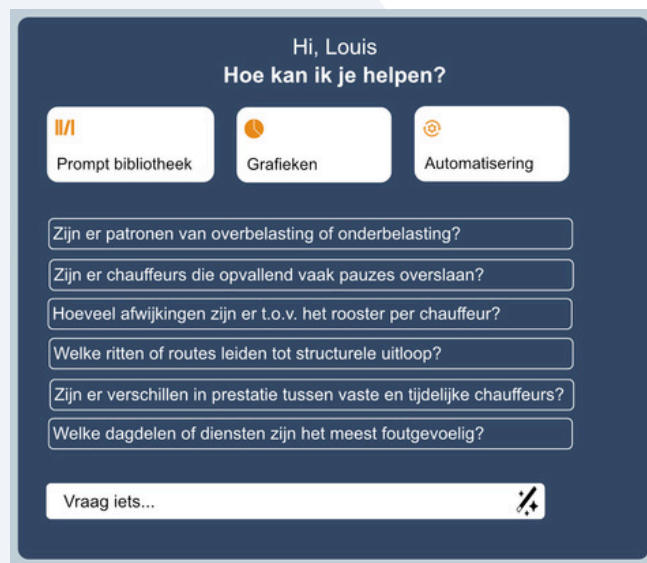 Hi, Louis
Hoe kan ik je helpen?
Prompt bibliotheek
Grafieken
Automatisering
Zijn er patronen van overbelasting of onderbelasting?
Zijn er chauffeurs die opvallend vaak pauzes overslaan?
Hoeveel afwijkingen zijn er t.o.v. het rooster per chauffeur?
Welke ritten of routes leiden tot structurele uitloop?
Zijn er verschillen in prestatie tussen vaste en tijdelijke chauffeurs?
Welke dagdelen of diensten zijn het meest foutgevoelig?
Vraag iets...